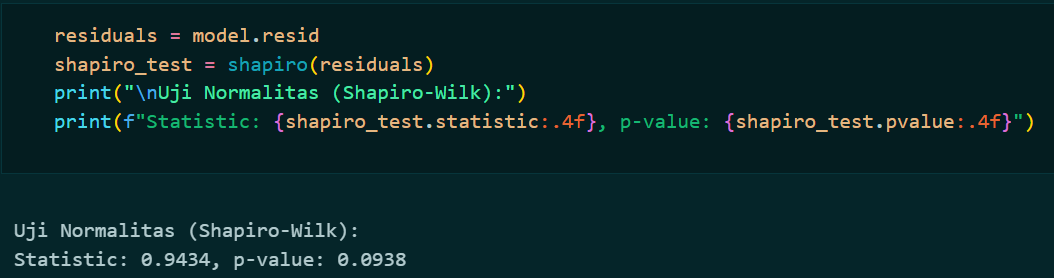 residuals = model.resid
shapiro_test = shapiro(residuals)
print("\nUji Normalitas (Shapiro-Wilk):")
print(f"Statistic: {shapiro_test.statistic:.4f}, p-value: {shapiro_test.pvalue:.4f}")
Uji Normalitas (Shapiro-Wilk):
Statistic: 0.9434, p-value: 0.0938